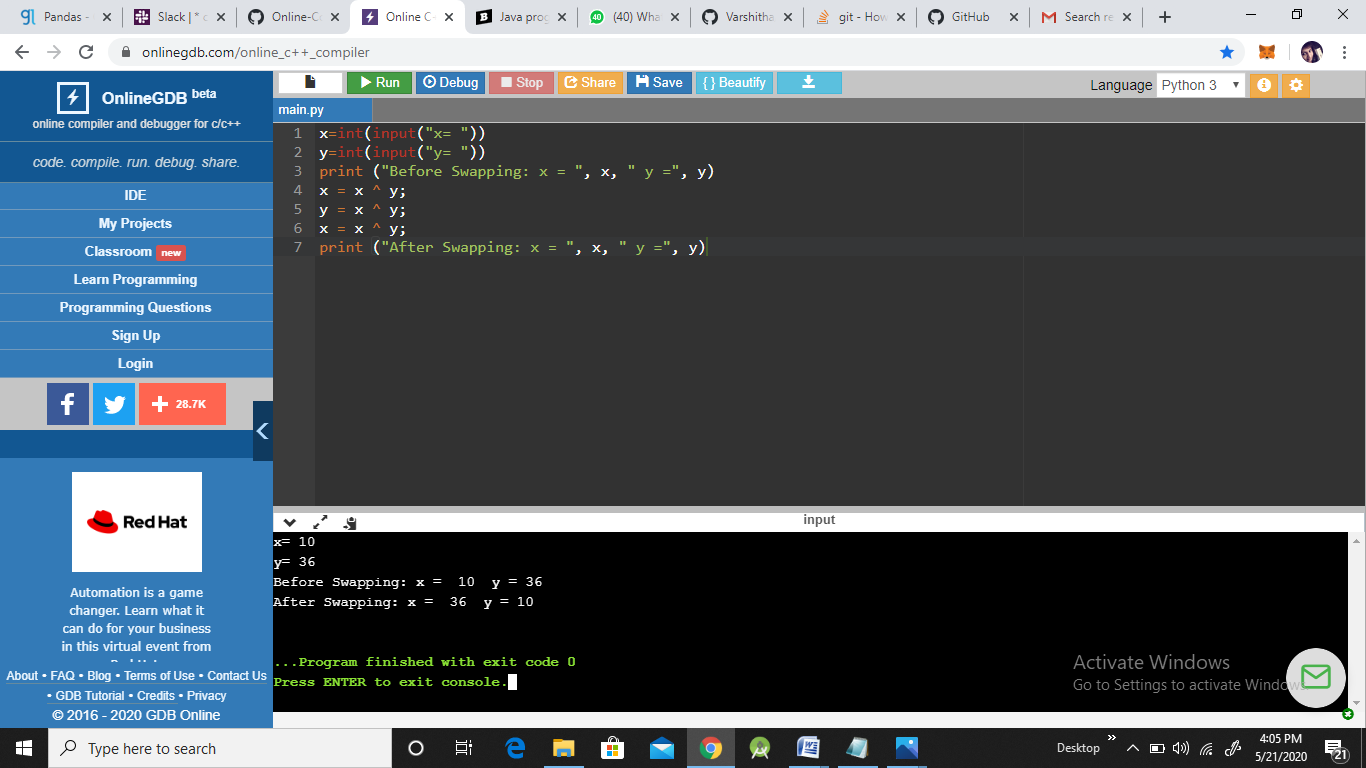 Pandas -
Slack | * c
Online-Co
Online C
Java prog
(40) Wha
Varshitha
git - How
GitHub
Search re
onlinegdb.com/online_c++_compiler
OnlineGDB beta
online compiler and debugger for c/c++
code. compile. run. debug. share.
IDE
My Projects
Classroom new
Learn Programming
Programming Questions
Sign Up
Login
28.7K
Red Hat
Automation is a game
changer. Learn what it
can do for your business
in this virtual event from
About • FAQ • Blog • Terms of Use • Contact Us
• GDB Tutorial • Credits • Privacy
© 2016 - 2020 GDB Online
Run Debug Stop Share Save { } Beautify
Language Python 3
main.py
1 x=int(input("x= "))
2 y=int(input("y= "))
3 print ("Before Swapping: x = ", x, " y =", y)
4 x = x ^ y;
5 y = x ^ y;
6 x = x ^ y;
7 print ("After Swapping: x = ", x, " y =", y)
input
x= 10
y= 36
Before Swapping: x =  10  y = 36
After Swapping: x =  36  y = 10
...Program finished with exit code 0
Press ENTER to exit console.
Activate Windows
Go to Settings to activate Windows.
Type here to search
Desktop
4:05 PM
5/21/2020
21